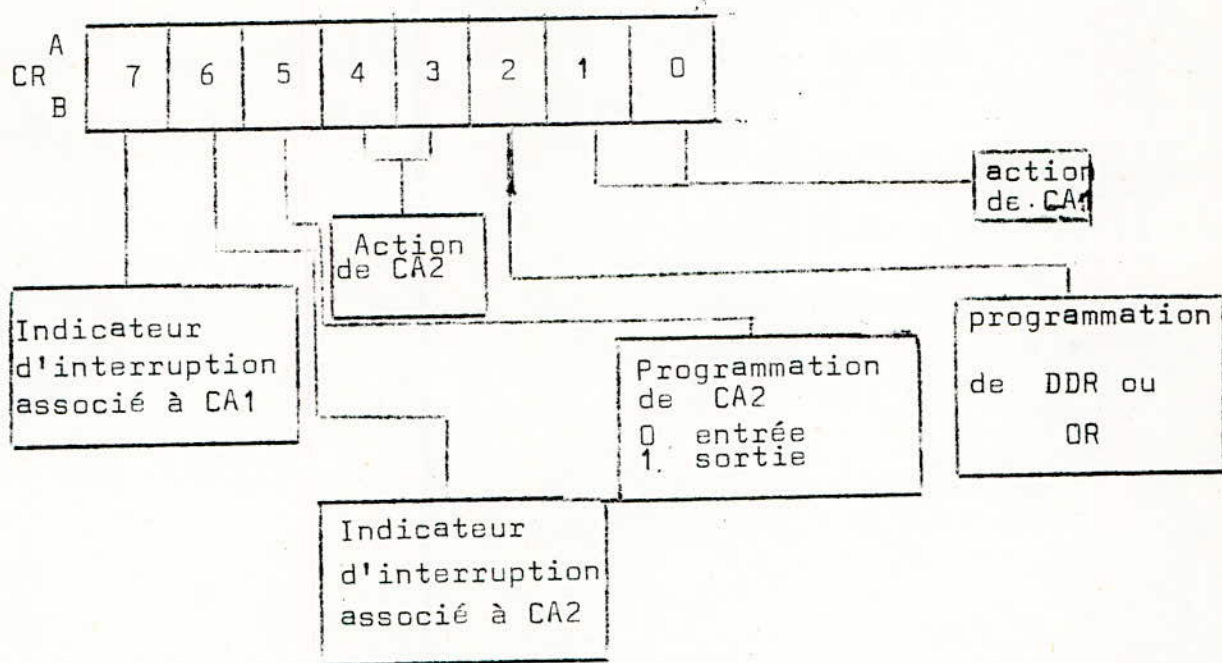 A
CR
B
7 6 5 4 3 2 1 0
action
de CA1
Action
de CA2
Indicateur
d'interruption
associé à CA1
Programmation
de CA2
0 entrée
1. sortie
programmation
de DDR ou
OR
Indicateur
d'interruption
associé à CA2